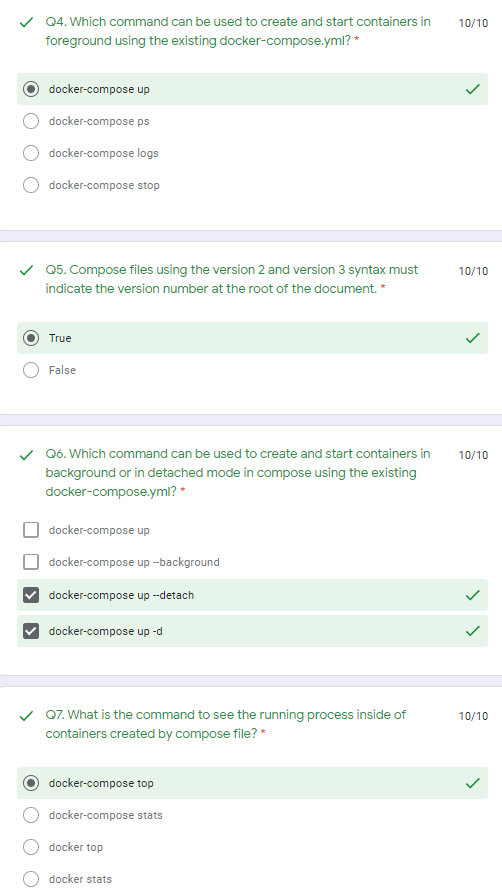 Q4. Which command can be used to create and start containers in 10/10
foreground using the existing docker-compose.yml? *
docker-compose up
docker-compose ps
docker-compose logs
docker-compose stop
Q5. Compose files using the version 2 and version 3 syntax must 10/10
indicate the version number at the root of the document. *
True
False
Q6. Which command can be used to create and start containers in 10/10
background or in detached mode in compose using the existing
docker-compose.yml? *
docker-compose up
docker-compose up --background
docker-compose up --detach
docker-compose up -d
Q7. What is the command to see the running process inside of 10/10
containers created by compose file? *
docker-compose top
docker-compose stats
docker top
docker stats